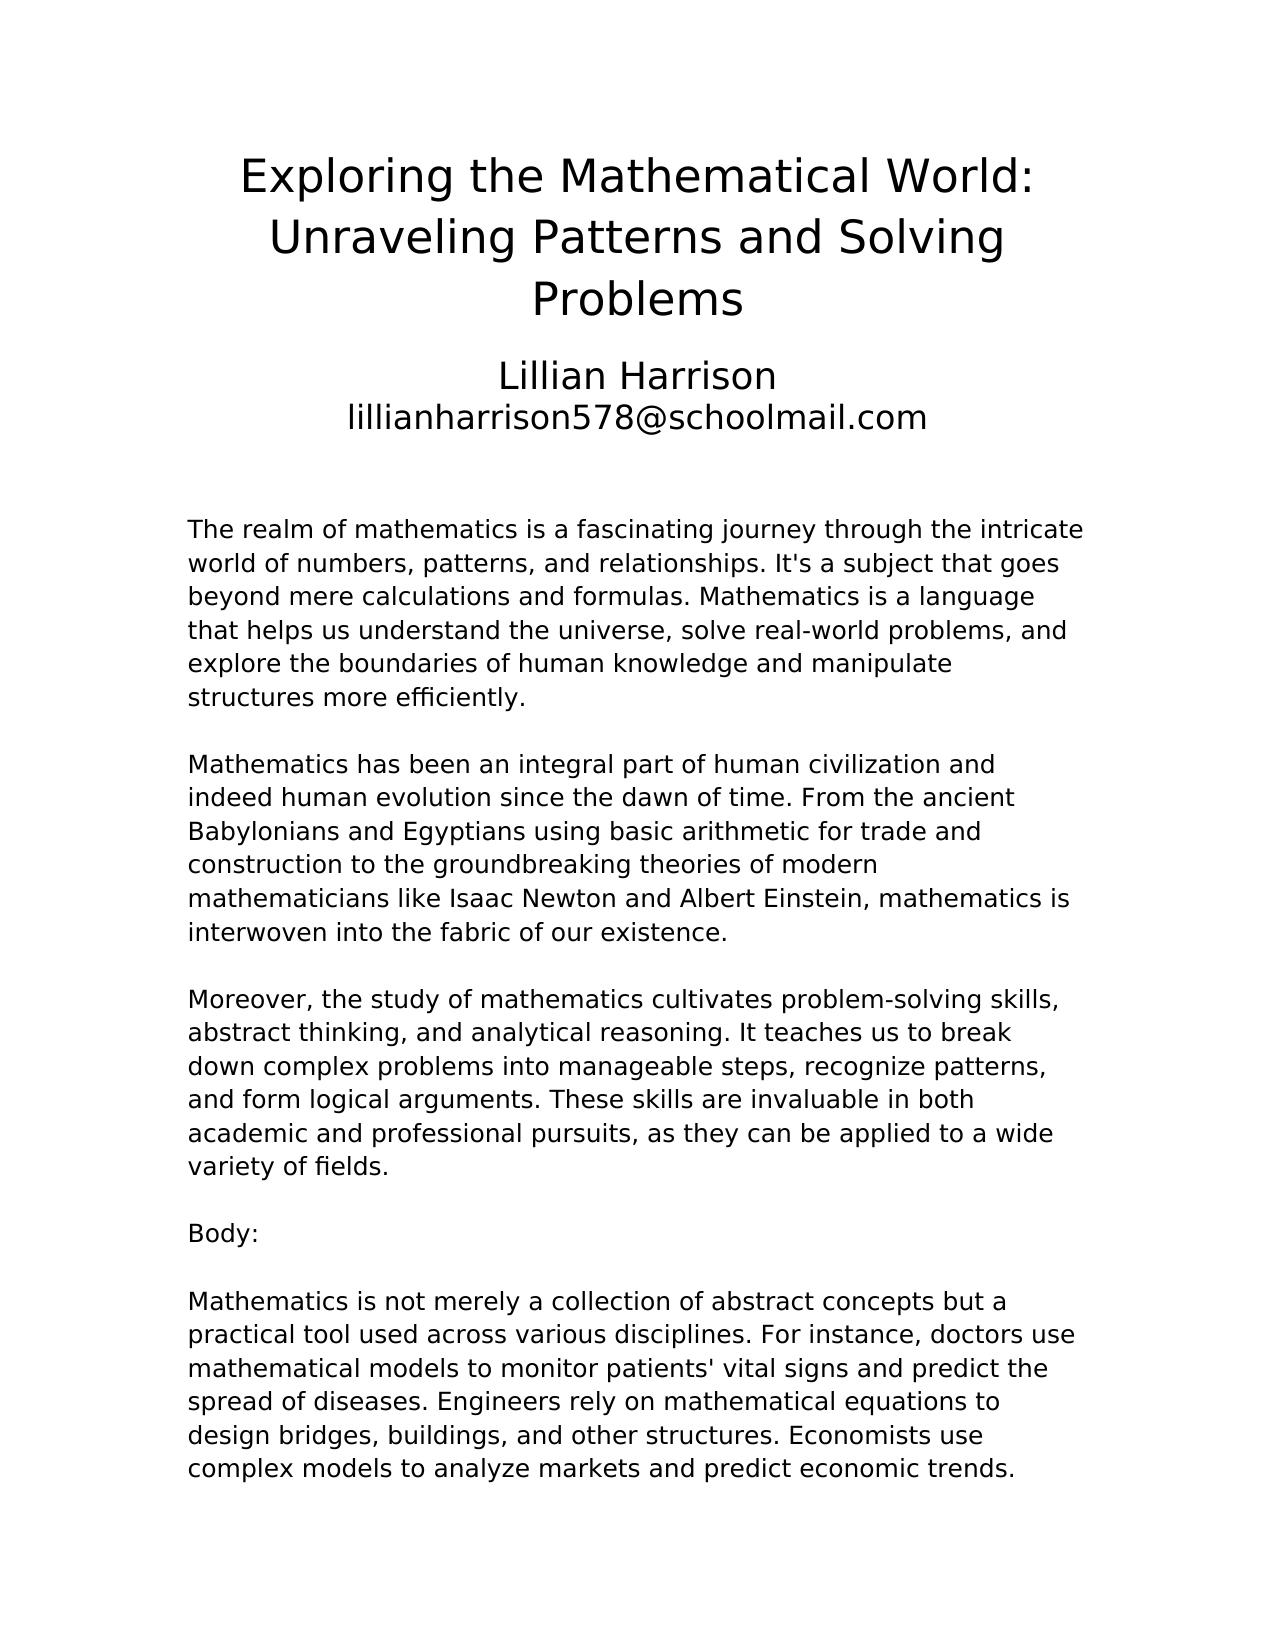 Exploring the Mathematical World:
Unraveling Patterns and Solving
Problems
Lillian Harrison
lillianharrison578@schoolmail.com
The realm of mathematics is a fascinating journey through the intricate
world of numbers, patterns, and relationships. It's a subject that goes
beyond mere calculations and formulas. Mathematics is a language
that helps us understand the universe, solve real-world problems, and
explore the boundaries of human knowledge and manipulate
structures more efficiently.
Mathematics has been an integral part of human civilization and
indeed human evolution since the dawn of time. From the ancient
Babylonians and Egyptians using basic arithmetic for trade and
construction to the groundbreaking theories of modern
mathematicians like Isaac Newton and Albert Einstein, mathematics is
interwoven into the fabric of our existence.
Moreover, the study of mathematics cultivates problem-solving skills,
abstract thinking, and analytical reasoning. It teaches us to break
down complex problems into manageable steps, recognize patterns,
and form logical arguments. These skills are invaluable in both
academic and professional pursuits, as they can be applied to a wide
variety of fields.
Body:
Mathematics is not merely a collection of abstract concepts but a
practical tool used across various disciplines. For instance, doctors use
mathematical models to monitor patients' vital signs and predict the
spread of diseases. Engineers rely on mathematical equations to
design bridges, buildings, and other structures. Economists use
complex models to analyze markets and predict economic trends.